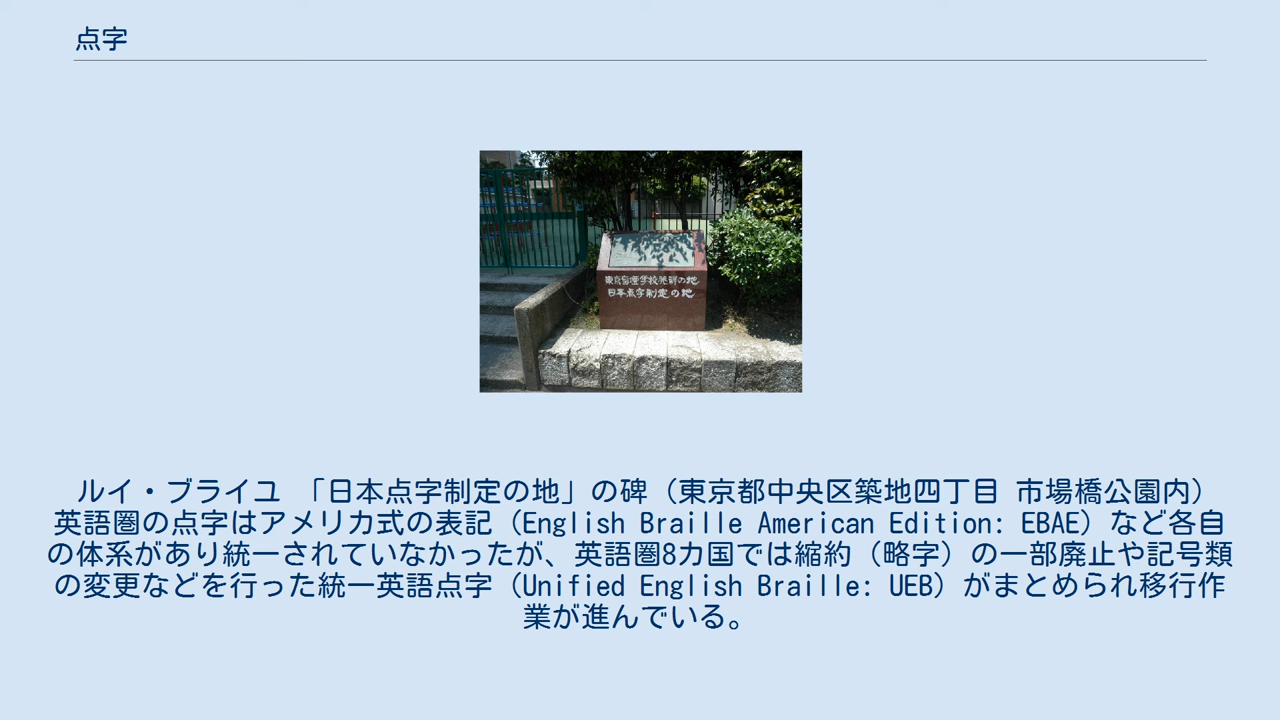 点字
東京盲唖学校発祥の地
日本点字制定の地
ルイ・ブライユ 「日本点字制定の地」の碑（東京都中央区築地四丁目 市場橋公園内）
英語圏の点字はアメリカ式の表記（English Braille American Edition: EBAE）など各自
の体系があり統一されていなかったが、英語圏8カ国では縮約（略字）の一部廃止や記号類
の変更などを行った統一英語点字（Unified English Braille: UEB）がまとめられ移行作
業が進んでいる。